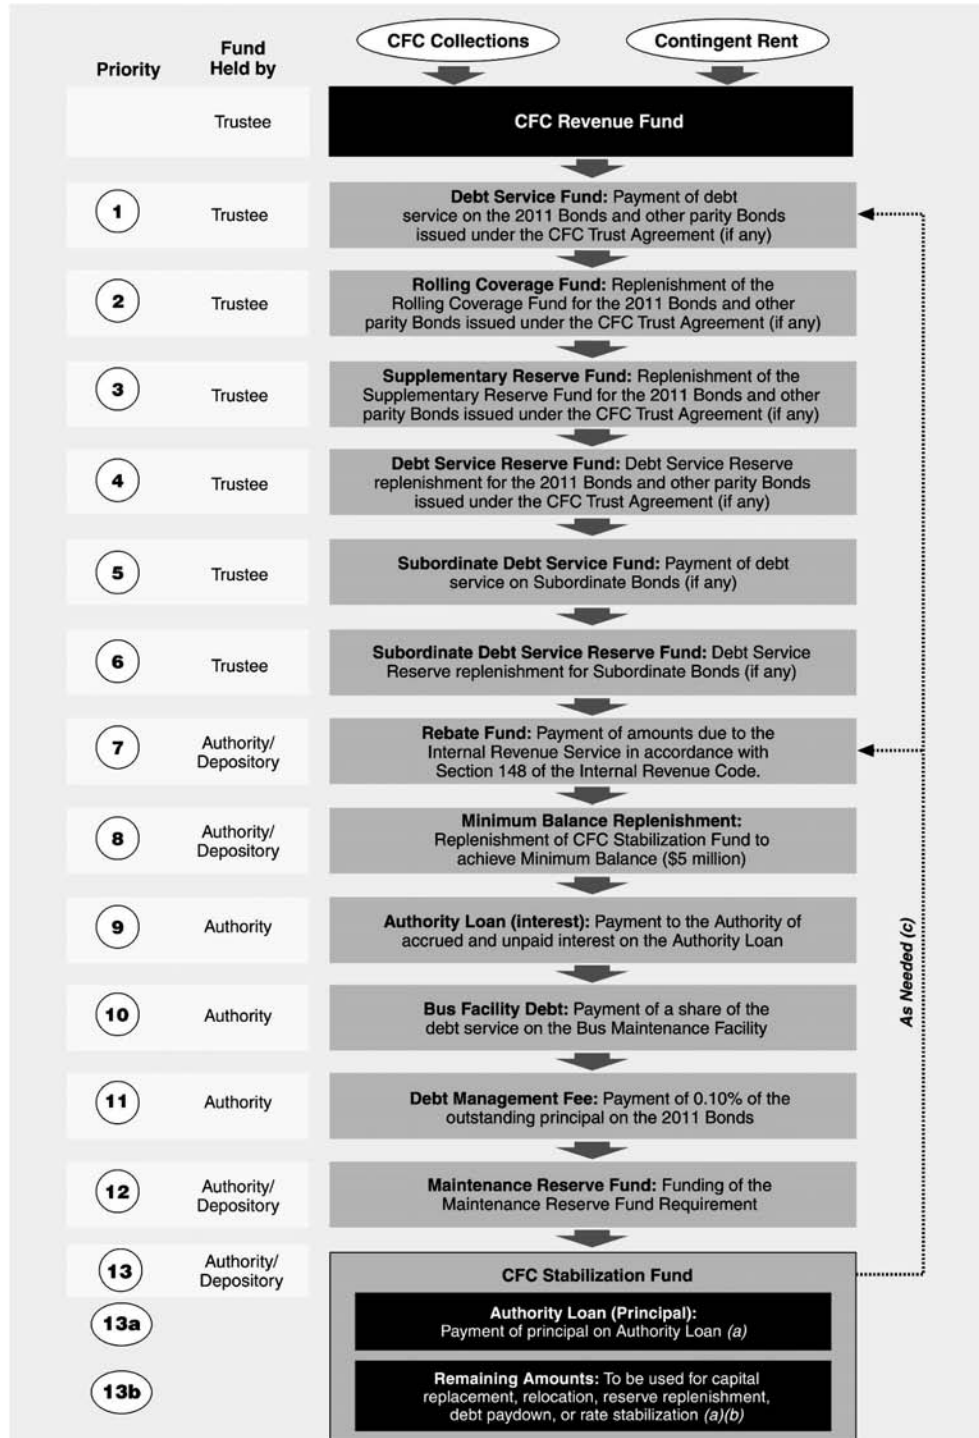 CFC Collections
Contingent Rent
Priority
Fund
Held by
Trustee
CFC Revenue Fund
1
Trustee
Debt Service Fund: Payment of debt
service on the 2011 Bonds and other parity Bonds
issued under the CFC Trust Agreement (if any)
2
Trustee
Rolling Coverage Fund: Replenishment of the
Rolling Coverage Fund for the 2011 Bonds and other
parity Bonds issued under the CFC Trust Agreement (if any)
3
Trustee
Supplementary Reserve Fund: Replenishment of the
Supplementary Reserve Fund for the 2011 Bonds and other
parity Bonds issued under the CFC Trust Agreement (if any)
4
Trustee
Debt Service Reserve Fund: Debt Service Reserve
replenishment for the 2011 Bonds and other parity Bonds
issued under the CFC Trust Agreement (if any)
5
Trustee
Subordinate Debt Service Fund: Payment of debt
service on Subordinate Bonds (if any)
6
Trustee
Subordinate Debt Service Reserve Fund: Debt Service
Reserve replenishment for Subordinate Bonds (if any)
7
Authority/
Depository
Rebate Fund: Payment of amounts due to the
Internal Revenue Service in accordance with
Section 148 of the Internal Revenue Code.
8
Authority/
Depository
Minimum Balance Replenishment:
Replenishment of CFC Stabilization Fund to
achieve Minimum Balance ($5 million)
9
Authority
Authority Loan (interest): Payment to the Authority of
accrued and unpaid interest on the Authority Loan
10
Authority
Bus Facility Debt: Payment of a share of the
debt service on the Bus Maintenance Facility
11
Authority
Debt Management Fee: Payment of 0.10% of the
outstanding principal on the 2011 Bonds
12
Authority/
Depository
Maintenance Reserve Fund: Funding of the
Maintenance Reserve Fund Requirement
13
Authority/
Depository
CFC Stabilization Fund
13a
Authority Loan (Principal):
Payment of principal on Authority Loan (a)
13b
Remaining Amounts: To be used for capital
replacement, relocation, reserve replenishment,
debt paydown, or rate stabilization (a)(b)
As Needed (c)